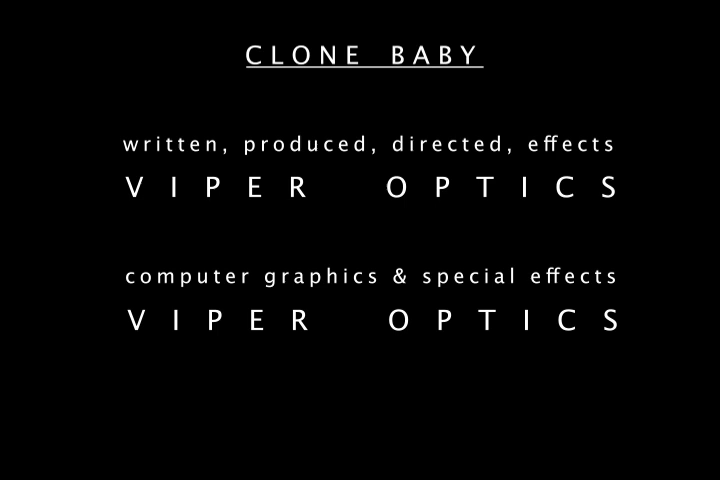 CLONE BABY
written, produced, directed, effects
VIPER OPTICS
computer graphics & special effects
VIPER OPTICS